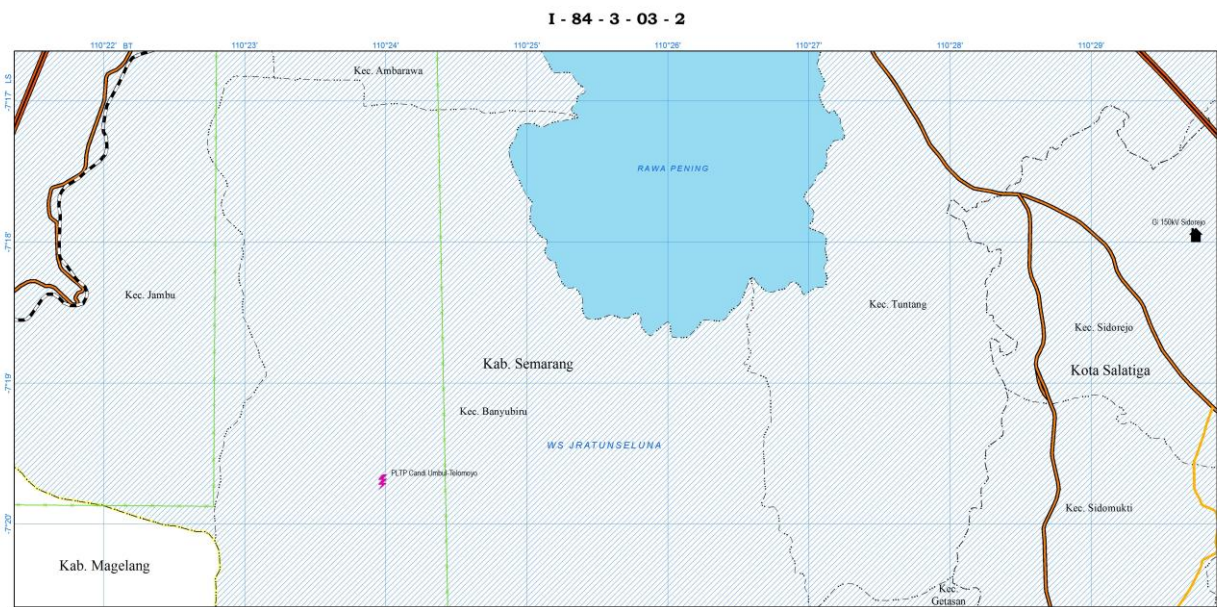 I - 84 - 3 - 03 - 2
110°22' BT
110°23'
110°24'
110°25'
110°26'
110°27'
110°28'
110°29'
-7°17' LS
-7°18'
-7°19'
-7°20'
Kec. Ambarawa
RAWA PENING
GI 150kV Sidorejo
Kec. Jambu
Kec. Tuntang
Kec. Sidorejo
Kab. Semarang
Kota Salatiga
Kec. Banyubiru
WS JRATUNSELUNA
PLTP Candi Umbul-Telomoyo
Kec. Sidomukti
Kab. Magelang
Kec.
Getasan